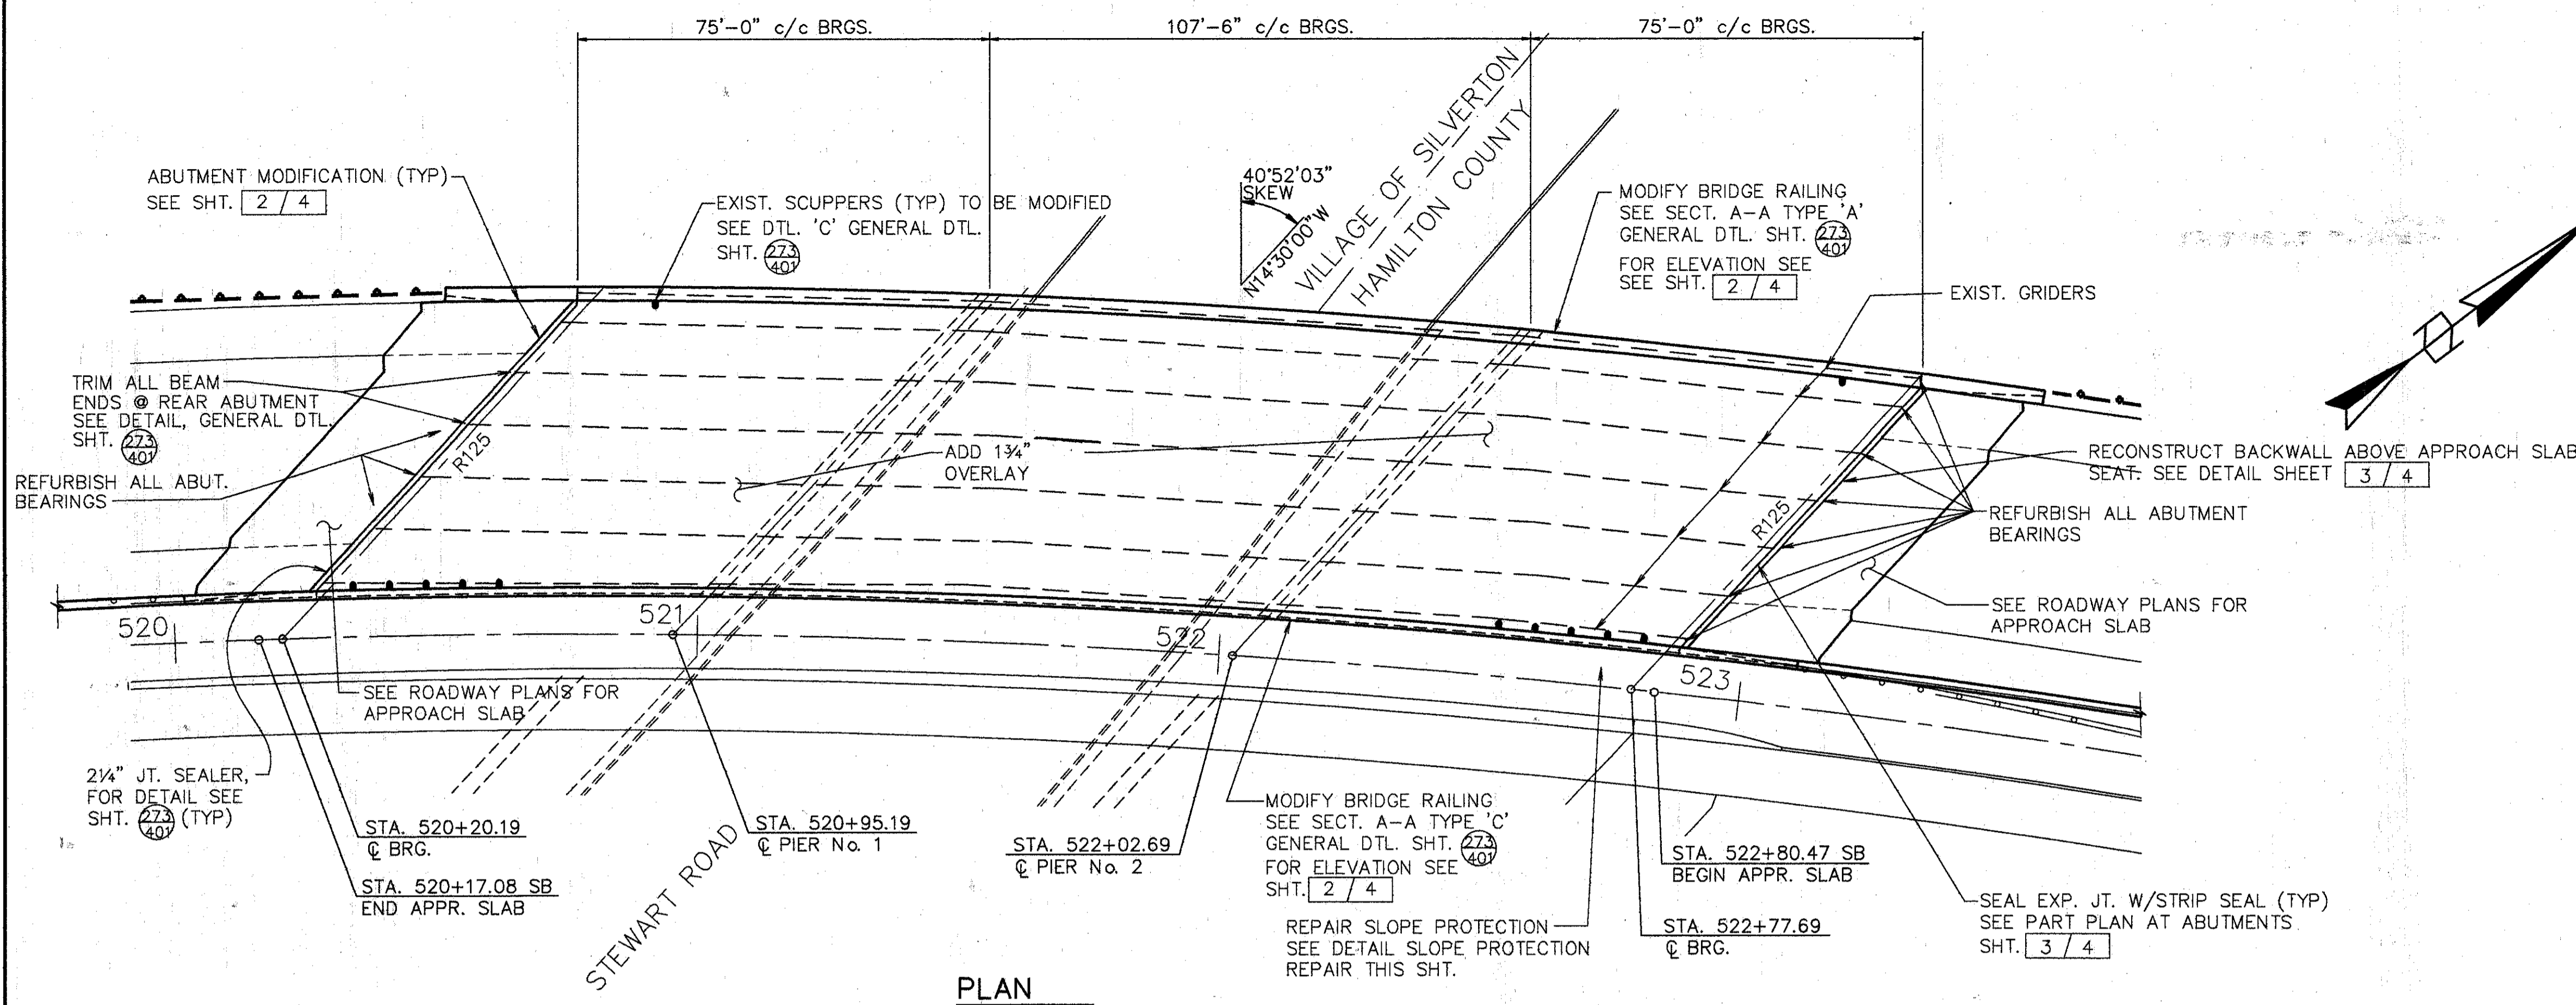 75'-0" c/c BRGS.
107'-6" c/c BRGS.
75'-0" c/c BRGS.
ABUTMENT MODIFICATION (TYP)
SEE SHT. 2 / 4
EXIST. SCUPPERS (TYP) TO BE MODIFIED
SEE DTL. 'C' GENERAL DTL.
SHT. 273
401
40°52'03"
SKEW
N14°30'00"W
VILLAGE OF SILVERTON
HAMILTON COUNTY
MODIFY BRIDGE RAILING
SEE SECT. A-A TYPE 'A'
GENERAL DTL. SHT. 273
401
FOR ELEVATION SEE
SEE SHT. 2 / 4
EXIST. GRIDERS
TRIM ALL BEAM
ENDS @ REAR ABUTMENT
SEE DETAIL, GENERAL DTL.
SHT. 273
401
REFURBISH ALL ABUT.
BEARINGS
R125
ADD 1¾"
OVERLAY
R125
RECONSTRUCT BACKWALL ABOVE APPROACH SLAB
SEAT. SEE DETAIL SHEET 3 / 4
REFURBISH ALL ABUTMENT
BEARINGS
SEE ROADWAY PLANS FOR
APPROACH SLAB
520
521
522
523
SEE ROADWAY PLANS FOR
APPROACH SLAB
2¼" JT. SEALER,
FOR DETAIL SEE
SHT. 273 (TYP)
401
STA. 520+20.19
℄ BRG.
STA. 520+17.08 SB
END APPR. SLAB
STEWART ROAD
STA. 520+95.19
℄ PIER No. 1
STA. 522+02.69
℄ PIER No. 2
MODIFY BRIDGE RAILING
SEE SECT. A-A TYPE 'C'
GENERAL DTL. SHT. 273
401
FOR ELEVATION SEE
SHT. 2 / 4
REPAIR SLOPE PROTECTION
SEE DETAIL SLOPE PROTECTION
REPAIR THIS SHT.
STA. 522+80.47 SB
BEGIN APPR. SLAB
STA. 522+77.69
℄ BRG.
SEAL EXP. JT. W/STRIP SEAL (TYP)
SEE PART PLAN AT ABUTMENTS
SHT. 3 / 4
PLAN